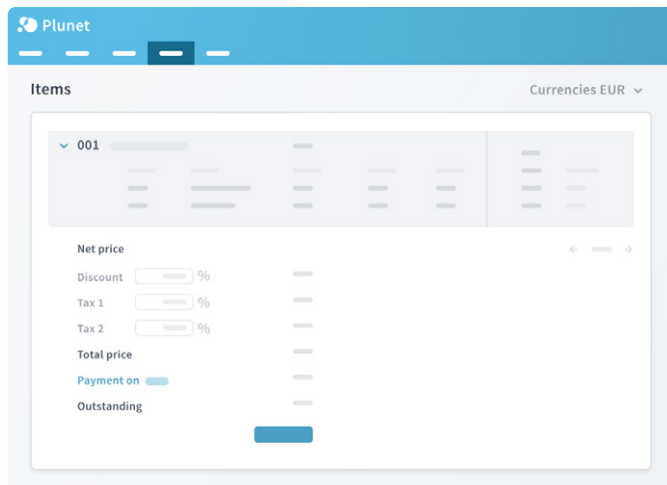 Plunet
Items
Currencies EUR
001
Net price
Discount %
Tax 1 %
Tax 2 %
Total price
Payment on
Outstanding